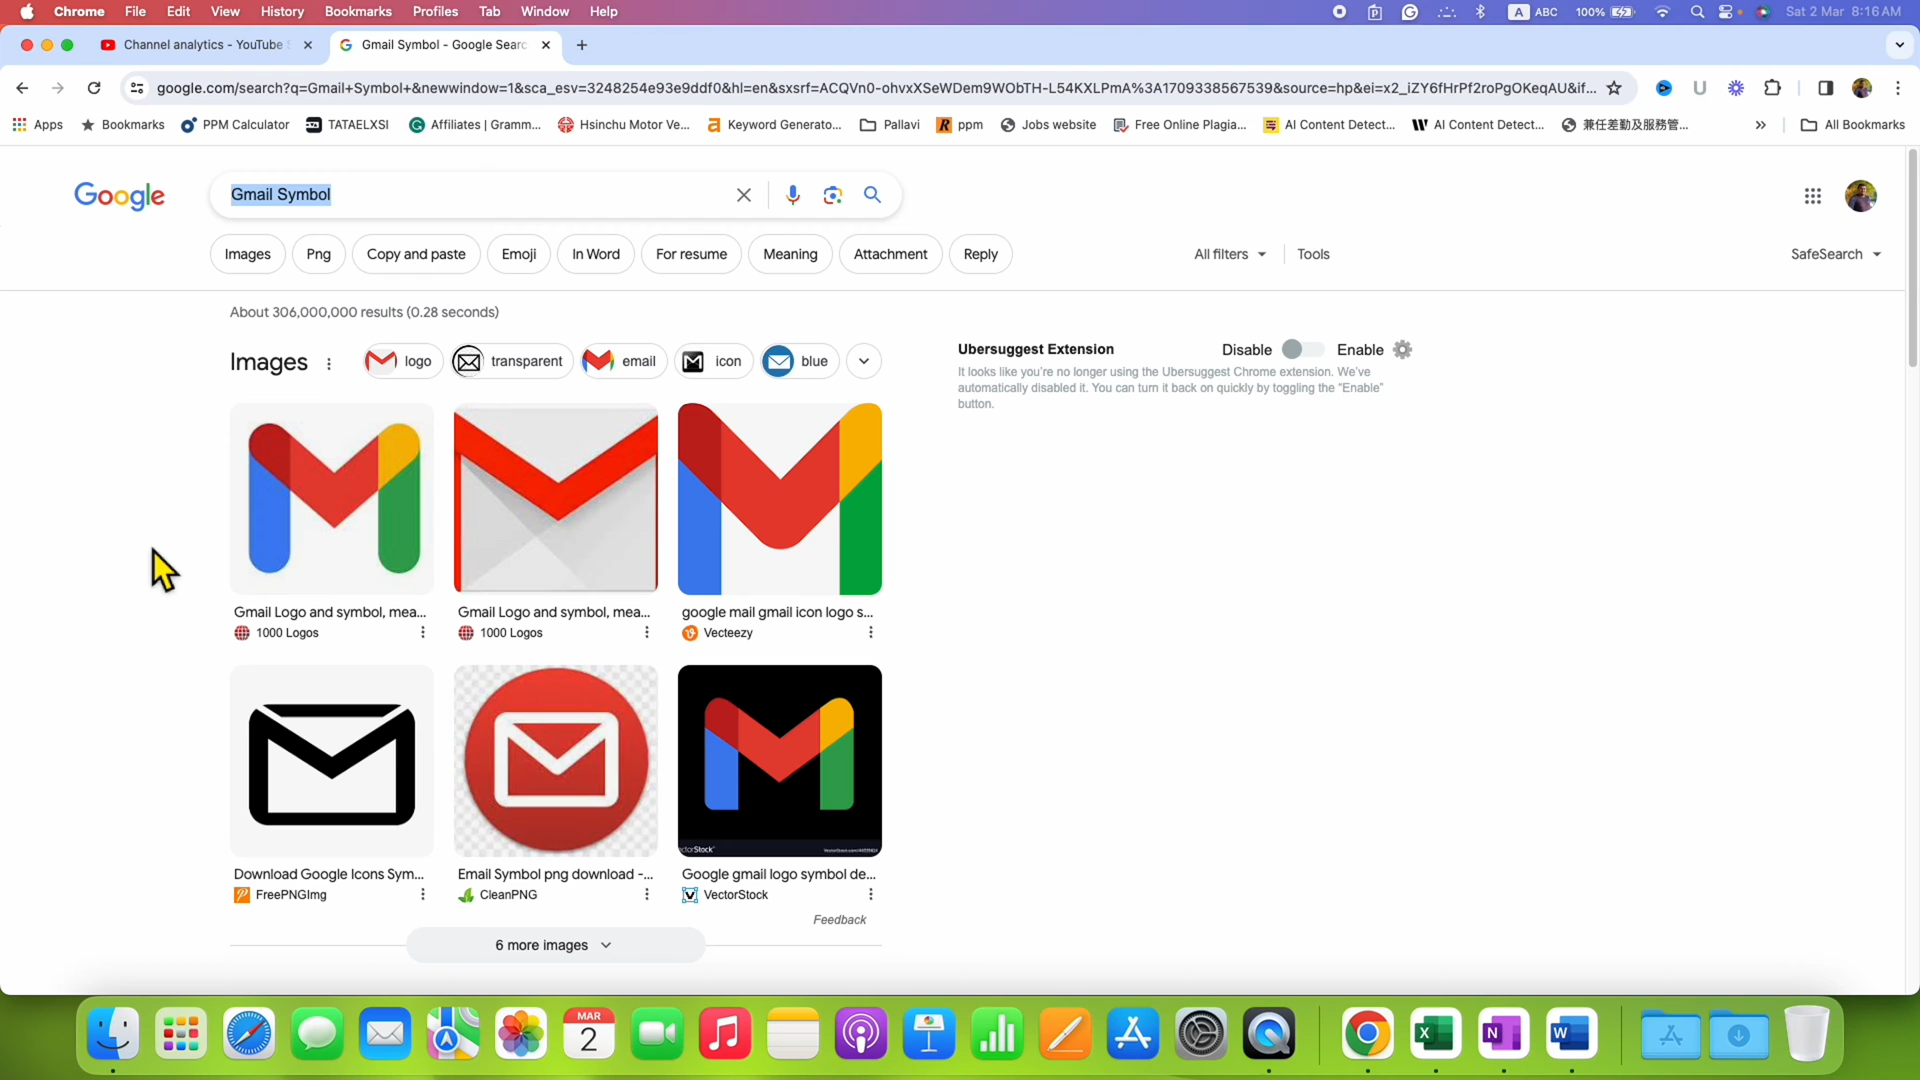 Chrome File Edit View History Bookmarks Profiles Tab Window Help A ABC 100% Sat 2 Mar 8:16 AM
Channel analytics - YouTube Gmail Symbol - Google Searc
google.com/search?q=Gmail+Symbol+&newwindow=1&sca_esv=3248254e93e9ddf0&hl=en&sxsrf=ACQVn0-ohvxXSeWDem9WObTH-L54KXLPmA%3A1709338567539&source=hp&ei=x2_iZY6fHrPf2roPgOKeqAU&if...
Apps Bookmarks PPM Calculator TATAELXSI Affiliates | Gramm... Hsinchu Motor Ve... Keyword Generato... Pallavi ppm Jobs website Free Online Plagia... AI Content Detect... AI Content Detect... 兼任差勤及服務管... » All Bookmarks
Google Gmail Symbol
Images Png Copy and paste Emoji In Word For resume Meaning Attachment Reply All filters Tools SafeSearch
About 306,000,000 results (0.28 seconds)
Images logo transparent email icon blue
Ubersuggest Extension Disable Enable
It looks like you're no longer using the Ubersuggest Chrome extension. We've
automatically disabled it. You can turn it back on quickly by toggling the "Enable"
button.
Gmail Logo and symbol, mea... Gmail Logo and symbol, mea... google mail gmail icon logo s...
1000 Logos 1000 Logos Vecteezy
VectorStock
Download Google Icons Sym... Email Symbol png download -... Google gmail logo symbol de...
FreePNGImg CleanPNG VectorStock
Feedback
6 more images
MAR
2